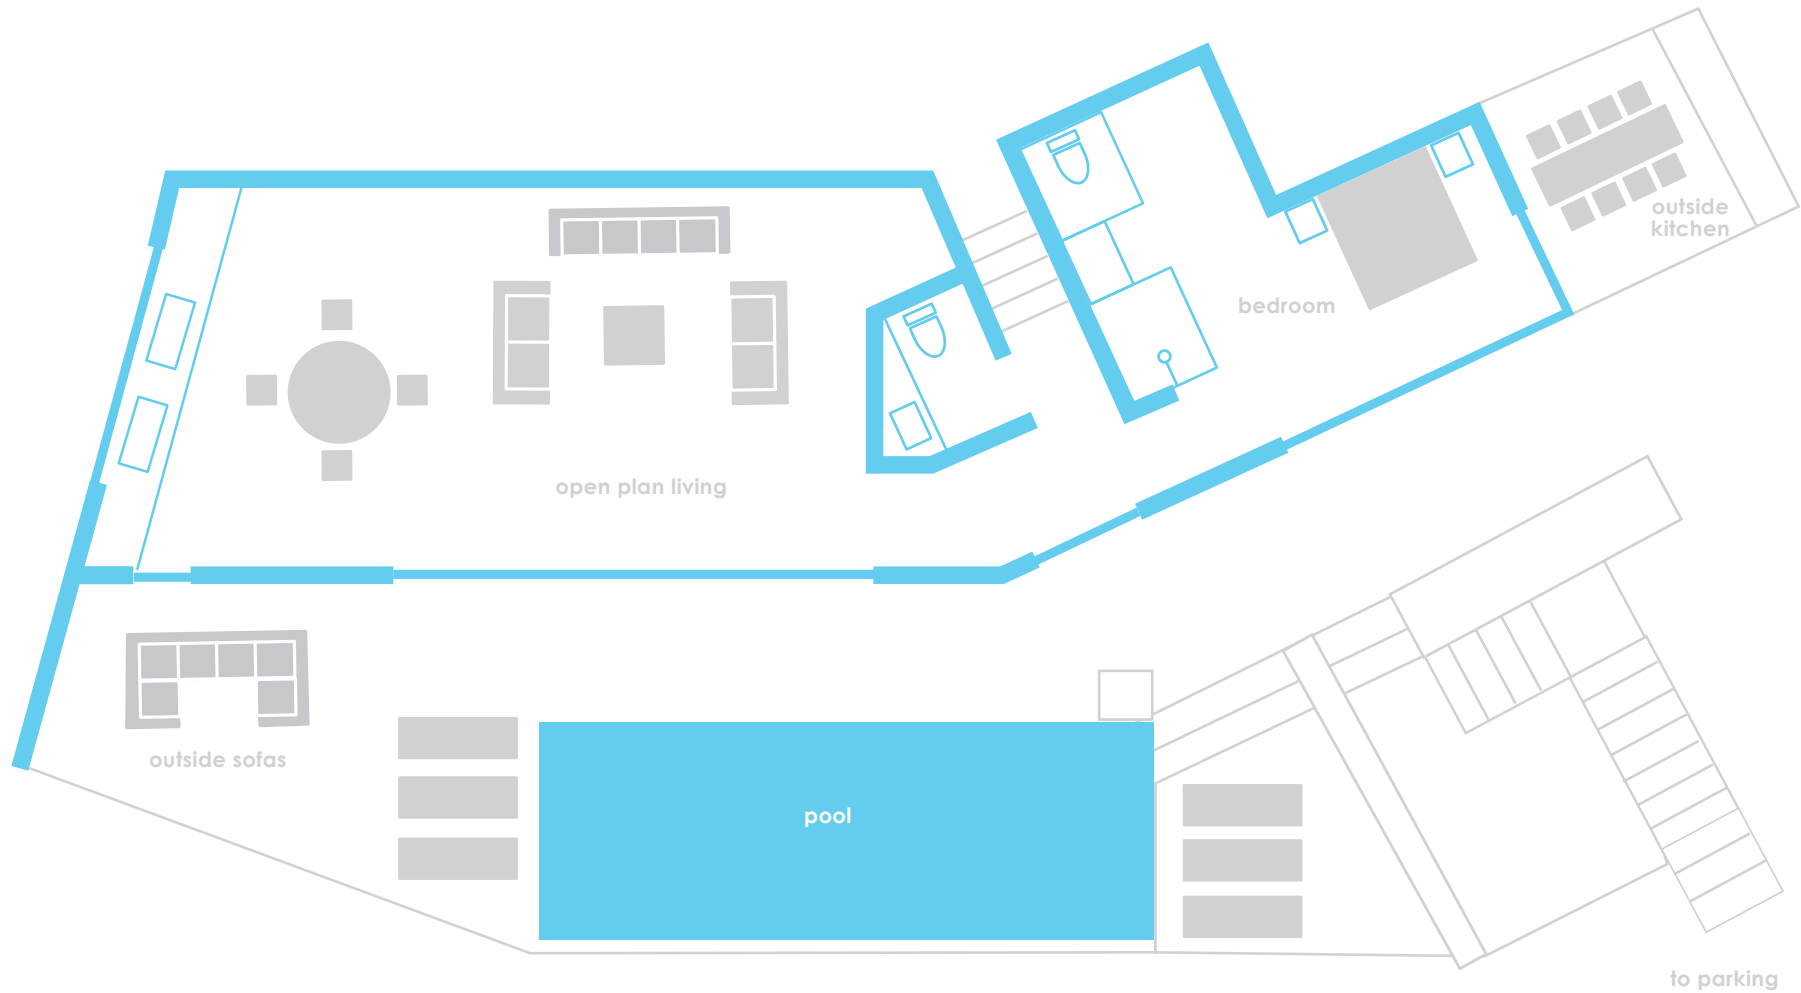 outside
kitchen
bedroom
open plan living
outside sofas
pool
to parking